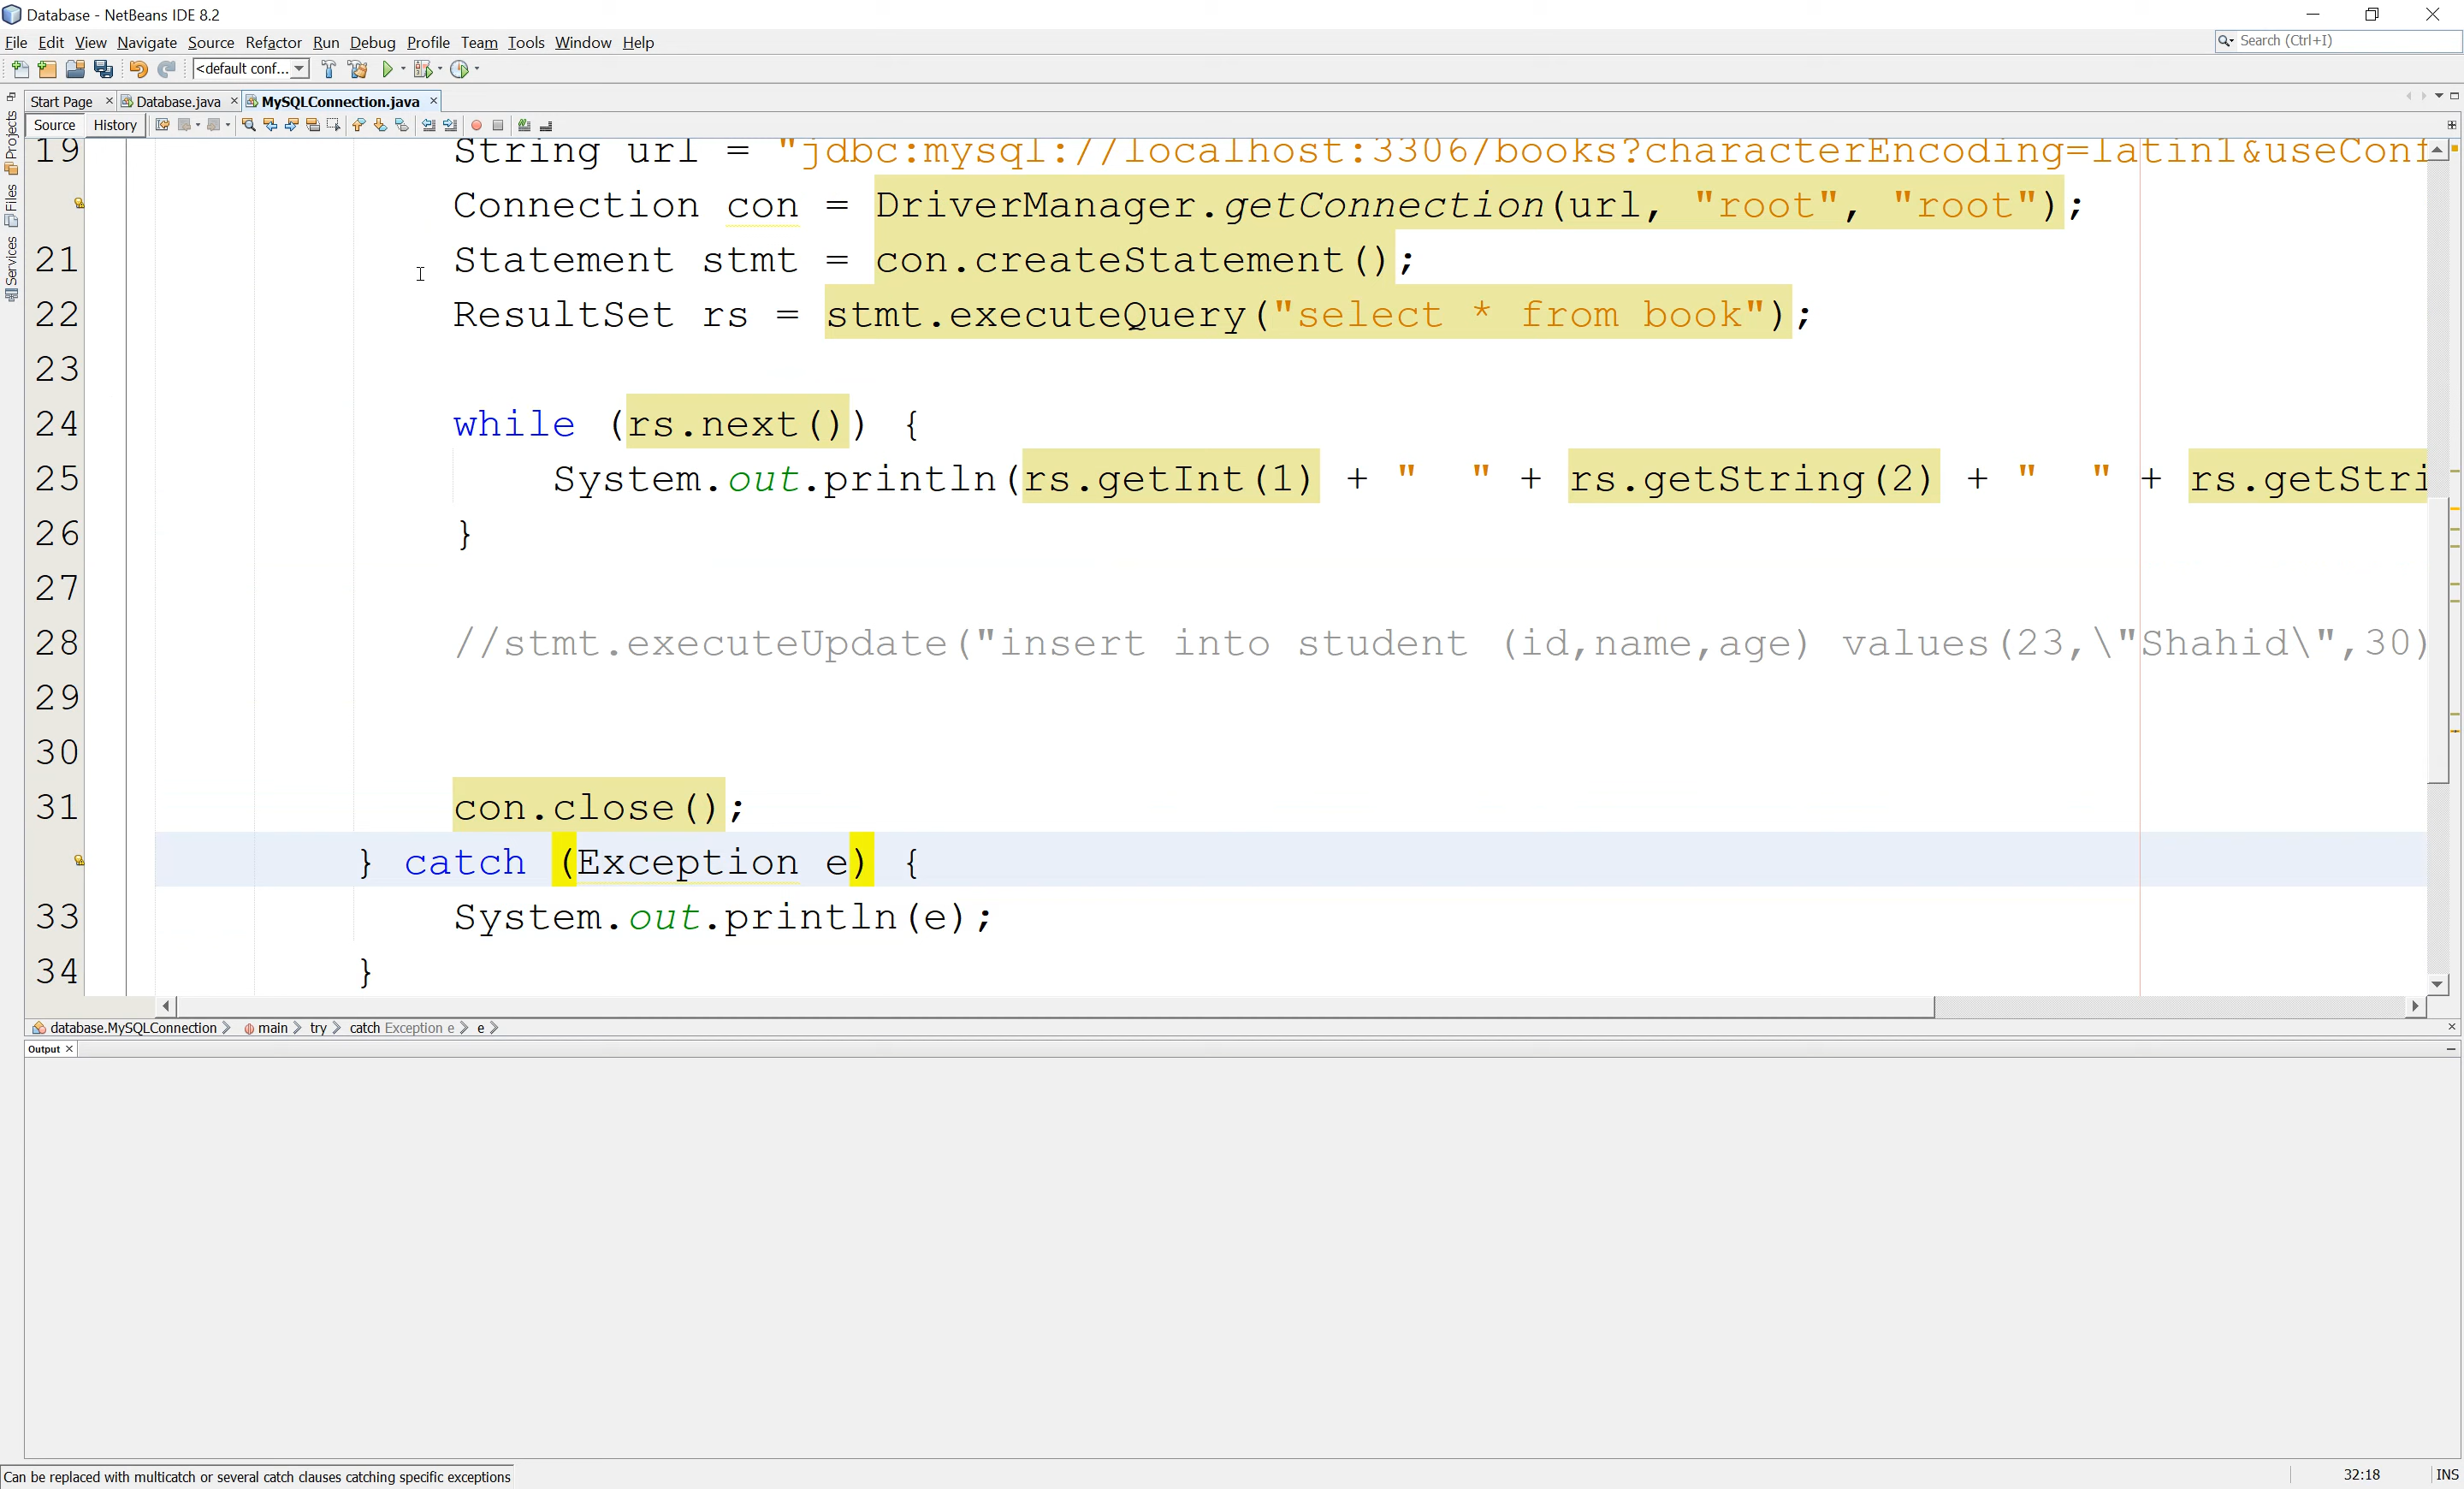 Database - NetBeans IDE 8.2
File Edit View Navigate Source Refactor Run Debug Profile Team Tools Window Help
Search (Ctrl+I)
<default conf...
Projects
Files
Services
Start Page Database.java MySQLConnection.java
Source History
19 String url = "jdbc:mysql://localhost:3306/books?characterEncoding=latin1&useConf
Connection con = DriverManager.getConnection(url, "root", "root");
21 Statement stmt = con.createStatement();
22 ResultSet rs = stmt.executeQuery("select * from book");
23
24 while (rs.next()) {
25 System.out.println(rs.getInt(1) + "  " + rs.getString(2) + "  " + rs.getStri
26 }
27
28 //stmt.executeUpdate("insert into student (id,name,age) values(23,\"Shahid\",30)
29
30
31 con.close();
} catch (Exception e) {
33 System.out.println(e);
34 }
database.MySQLConnection main try catch Exception e e
Output
Can be replaced with multicatch or several catch clauses catching specific exceptions
32:18 INS